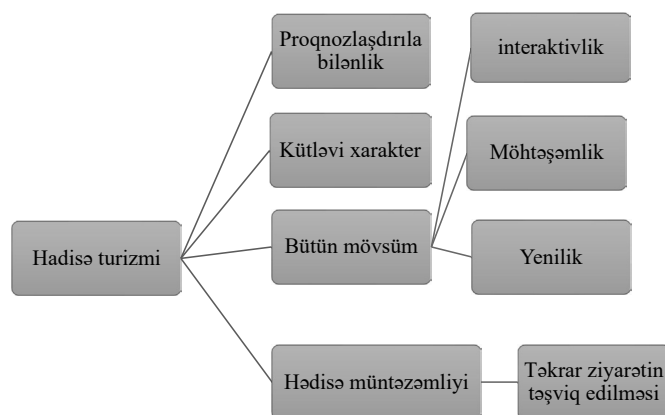 Proqnozlaşdırıla
bilənlik
interaktivlik
Kütləvi xarakter
Möhtəşəmlik
Hadisə turizmi
Bütün mövsüm
Yenilik
Hədisə müntəzəmliyi
Təkrar ziyarətin
təşviq edilməsi